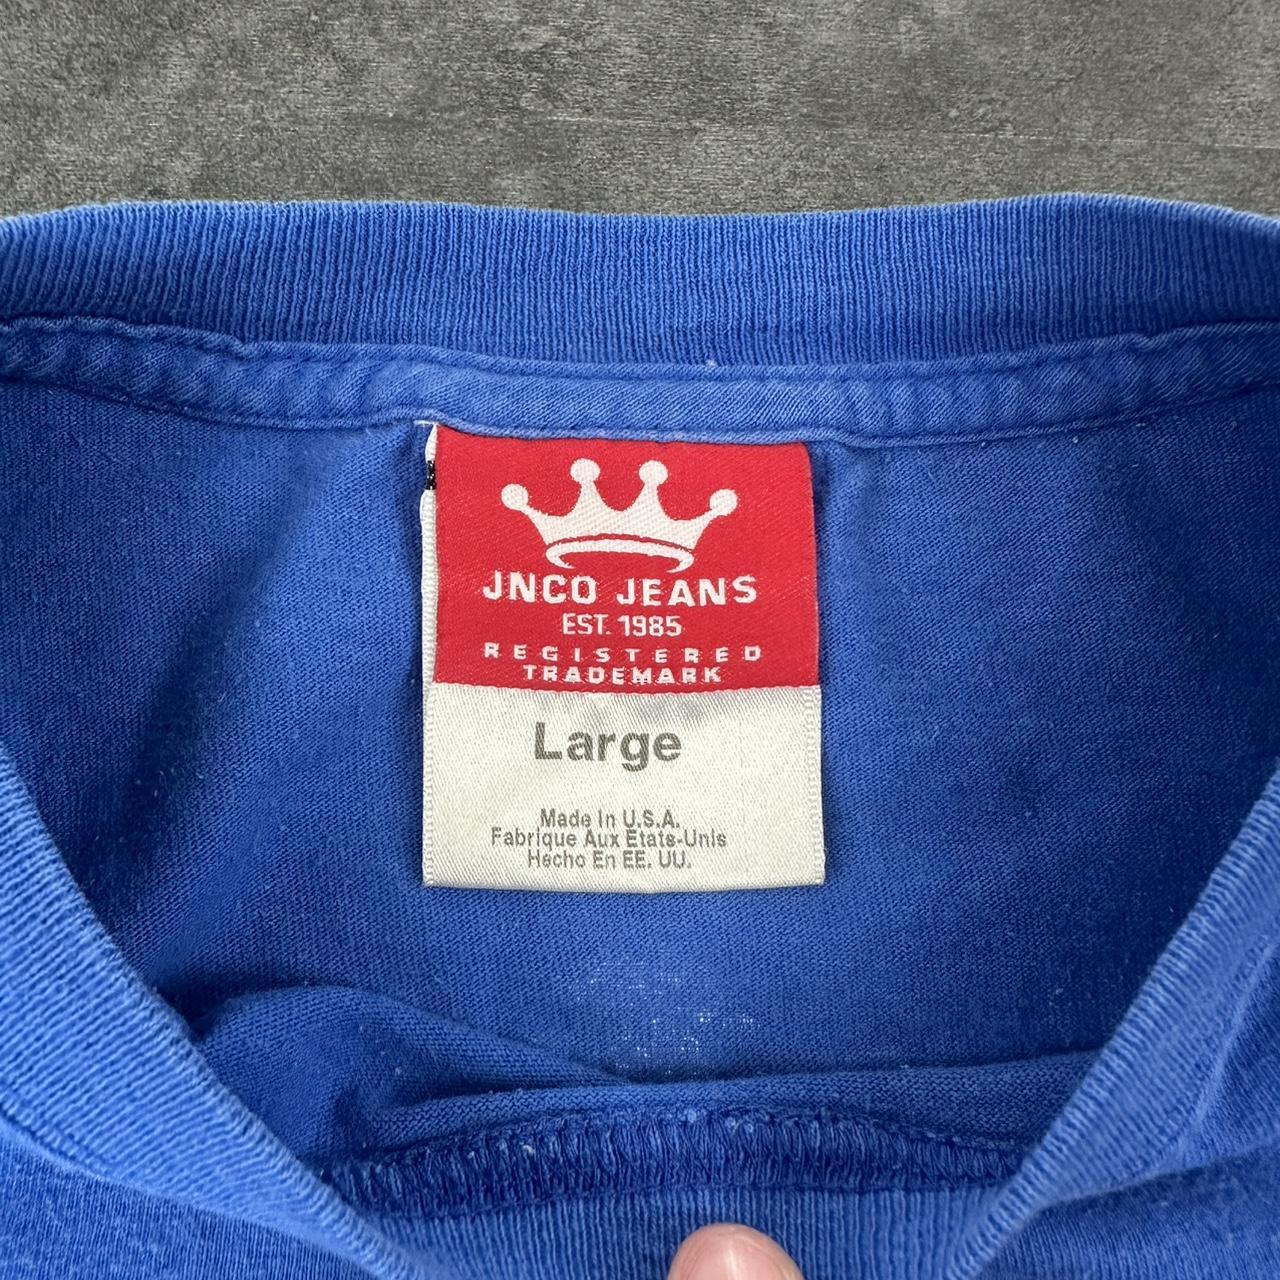 JNCO JEANS
EST. 1985
REGISTERED
TRADEMARK
Large
Made In U.S.A.
Fabrique Aux Etats-Unis
Hecho En EE. UU.